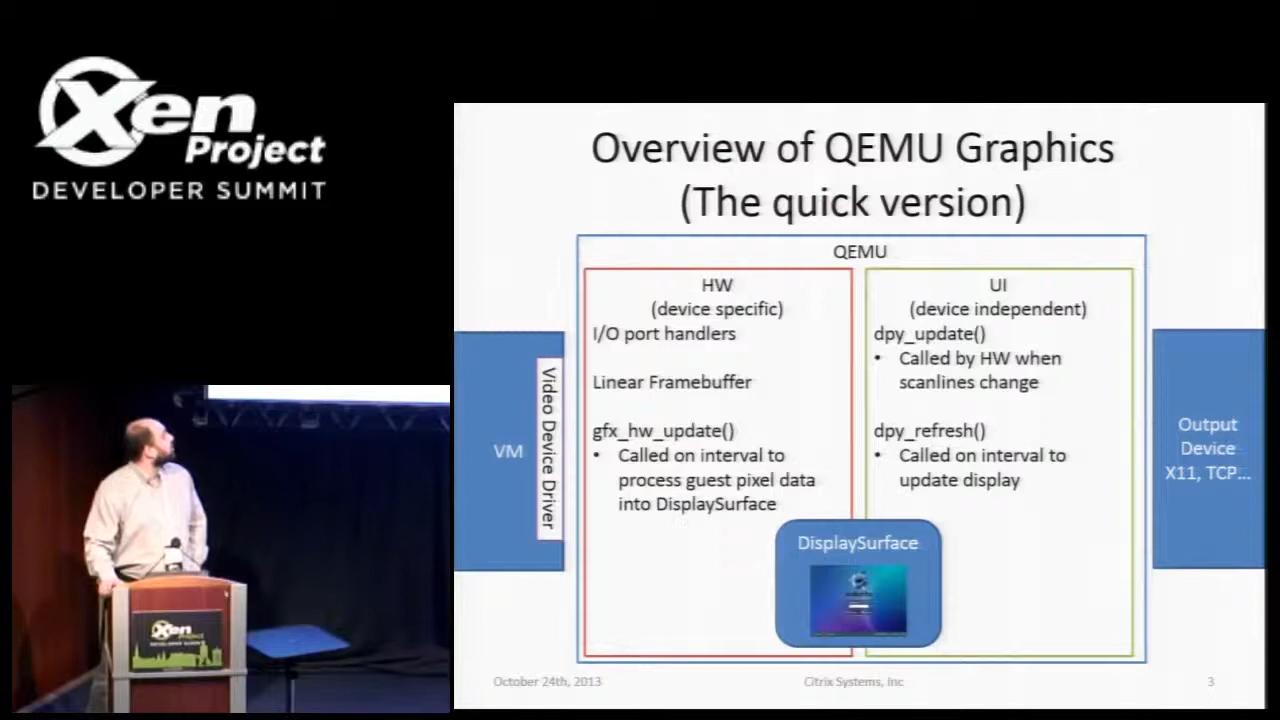 Xen
Project
DEVELOPER SUMMIT
Overview of QEMU Graphics
(The quick version)
QEMU
HW
(device specific)
I/O port handlers
Linear Framebuffer
gfx_hw_update()
• Called on interval to
process guest pixel data
into DisplaySurface
UI
(device independent)
dpy_update()
• Called by HW when
scanlines change
dpy_refresh()
• Called on interval to
update display
VM
Video Device Driver
Output
Device
X11, TCP...
DisplaySurface
October 24th, 2013
Citrix Systems, Inc
3
Xen
Project
DEVELOPER SUMMIT